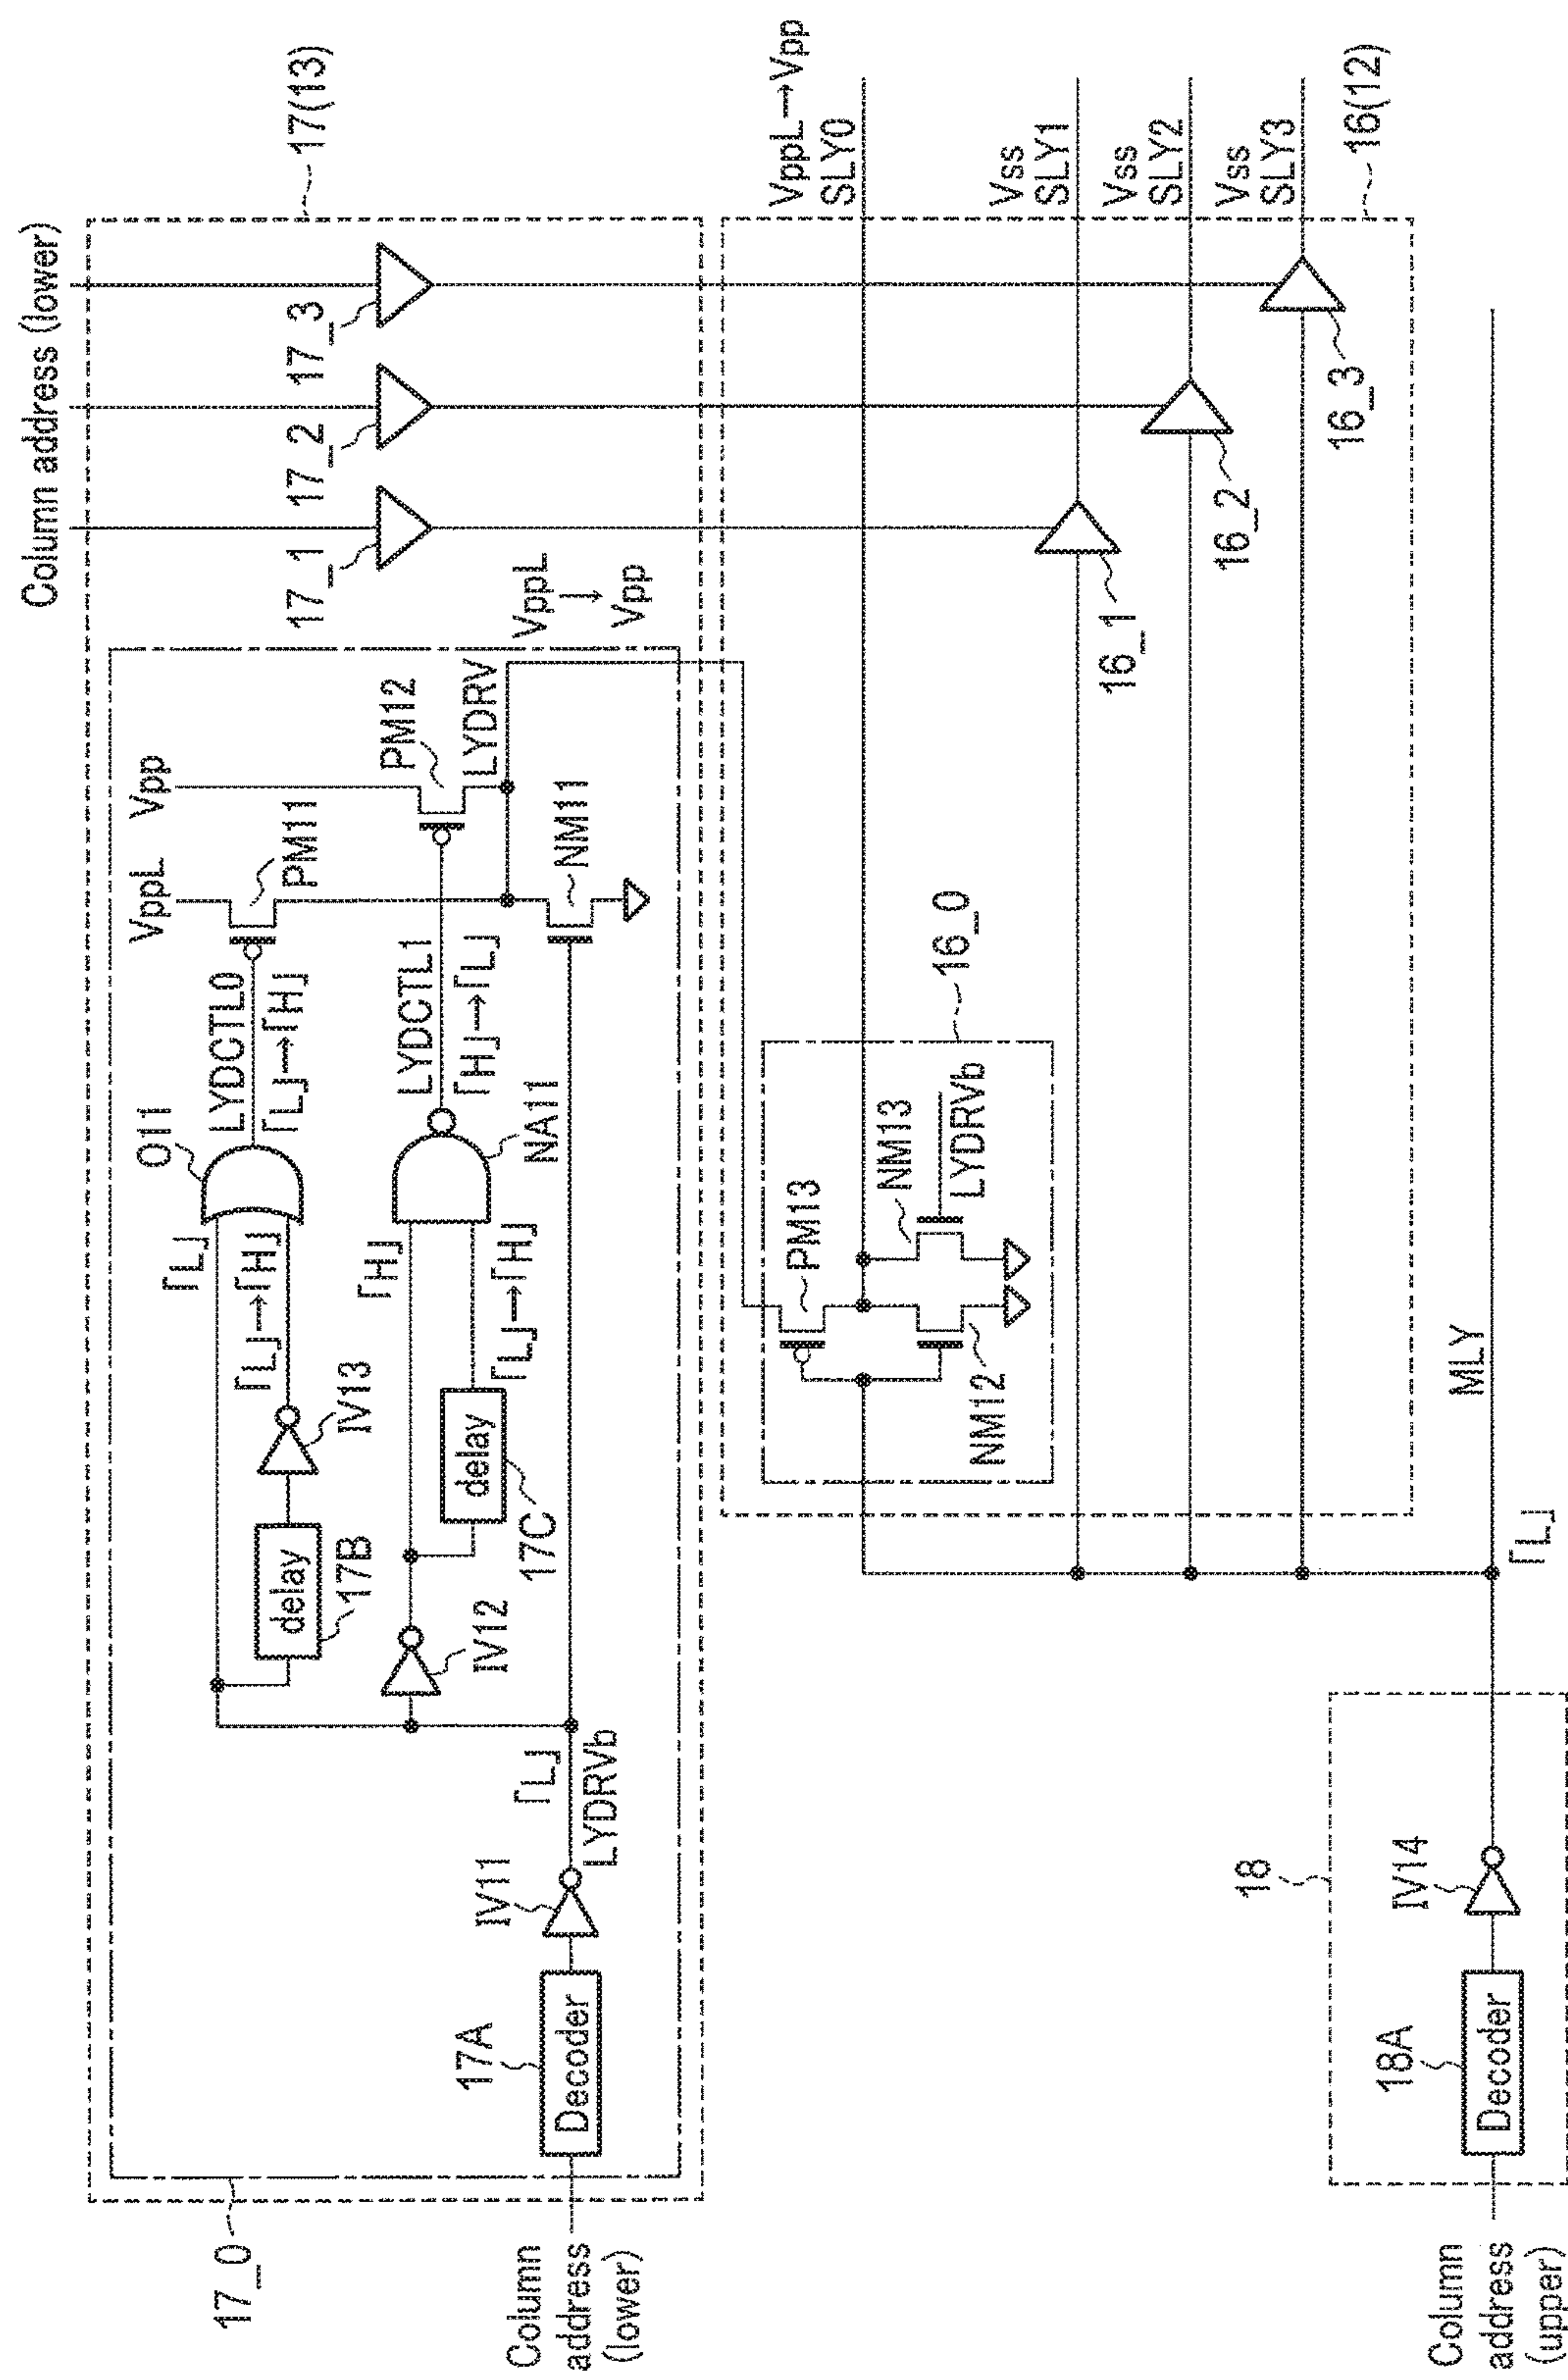 Column address (lower)
17(13)
17_0
17_1
17_2
17_3
VppL
Vpp
PM11
PM12
O11
LYDCTL0
「L」→「H」
「L」
「L」→「H」
IV13
delay
17B
LYDCTL1
「H」→「L」
NA11
「H」
「L」→「H」
delay
17C
IV12
LYDRV
VppL
→
Vpp
NM11
「L」
LYDRVb
IV11
17A
Decoder
Column
address
(lower)
VppL→Vpp
SLY0
Vss
SLY1
Vss
SLY2
Vss
SLY3
16(12)
16_0
PM13
NM13
LYDRVb
NM12
16_1
16_2
16_3
MLY
「L」
18
IV14
18A
Decoder
Column
address
(upper)